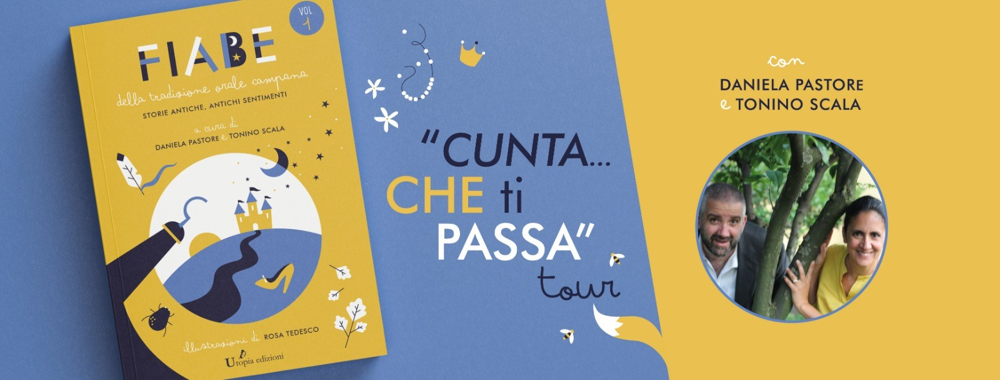 VOL
1
FIABE
della tradizione orale campana
STORIE ANTICHE, ANTICHI SENTIMENTI
a cura di
DANIELA PASTORE e TONINO SCALA
illustrazioni di ROSA TEDESCO
Utopia edizioni
“CUNTA...
CHE ti
PASSA”
tour
con
DANIELA PASTORE
e TONINO SCALA